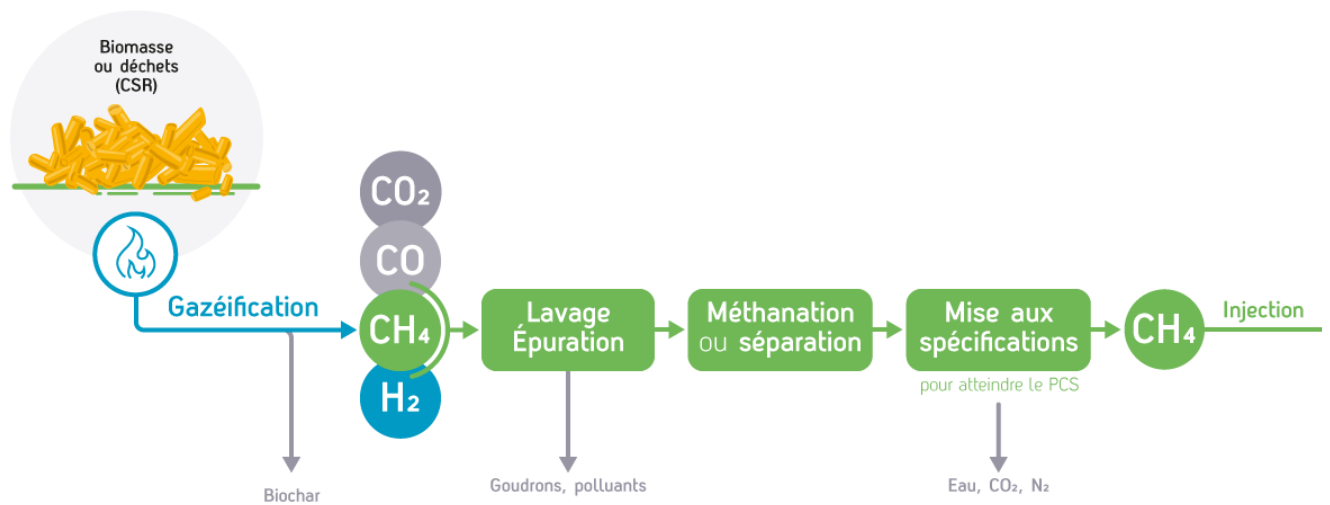 Biomasse
ou déchets
(CSR)
CO₂
CO
Gazéification
CH₄
H₂
Lavage
Épuration
Méthanation
ou séparation
Mise aux
spécifications
pour atteindre le PCS
CH₄
Injection
Biochar
Goudrons, polluants
Eau, CO₂, N₂